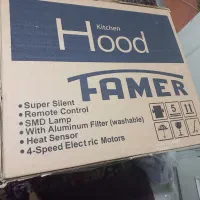 Kitchen
Hood
FAMER
• Super Silent
• Remote Control
• SMD Lamp
• With Aluminum Filter (washable)
• Heat Sensor
• 4-Speed Electric Motors
5
11